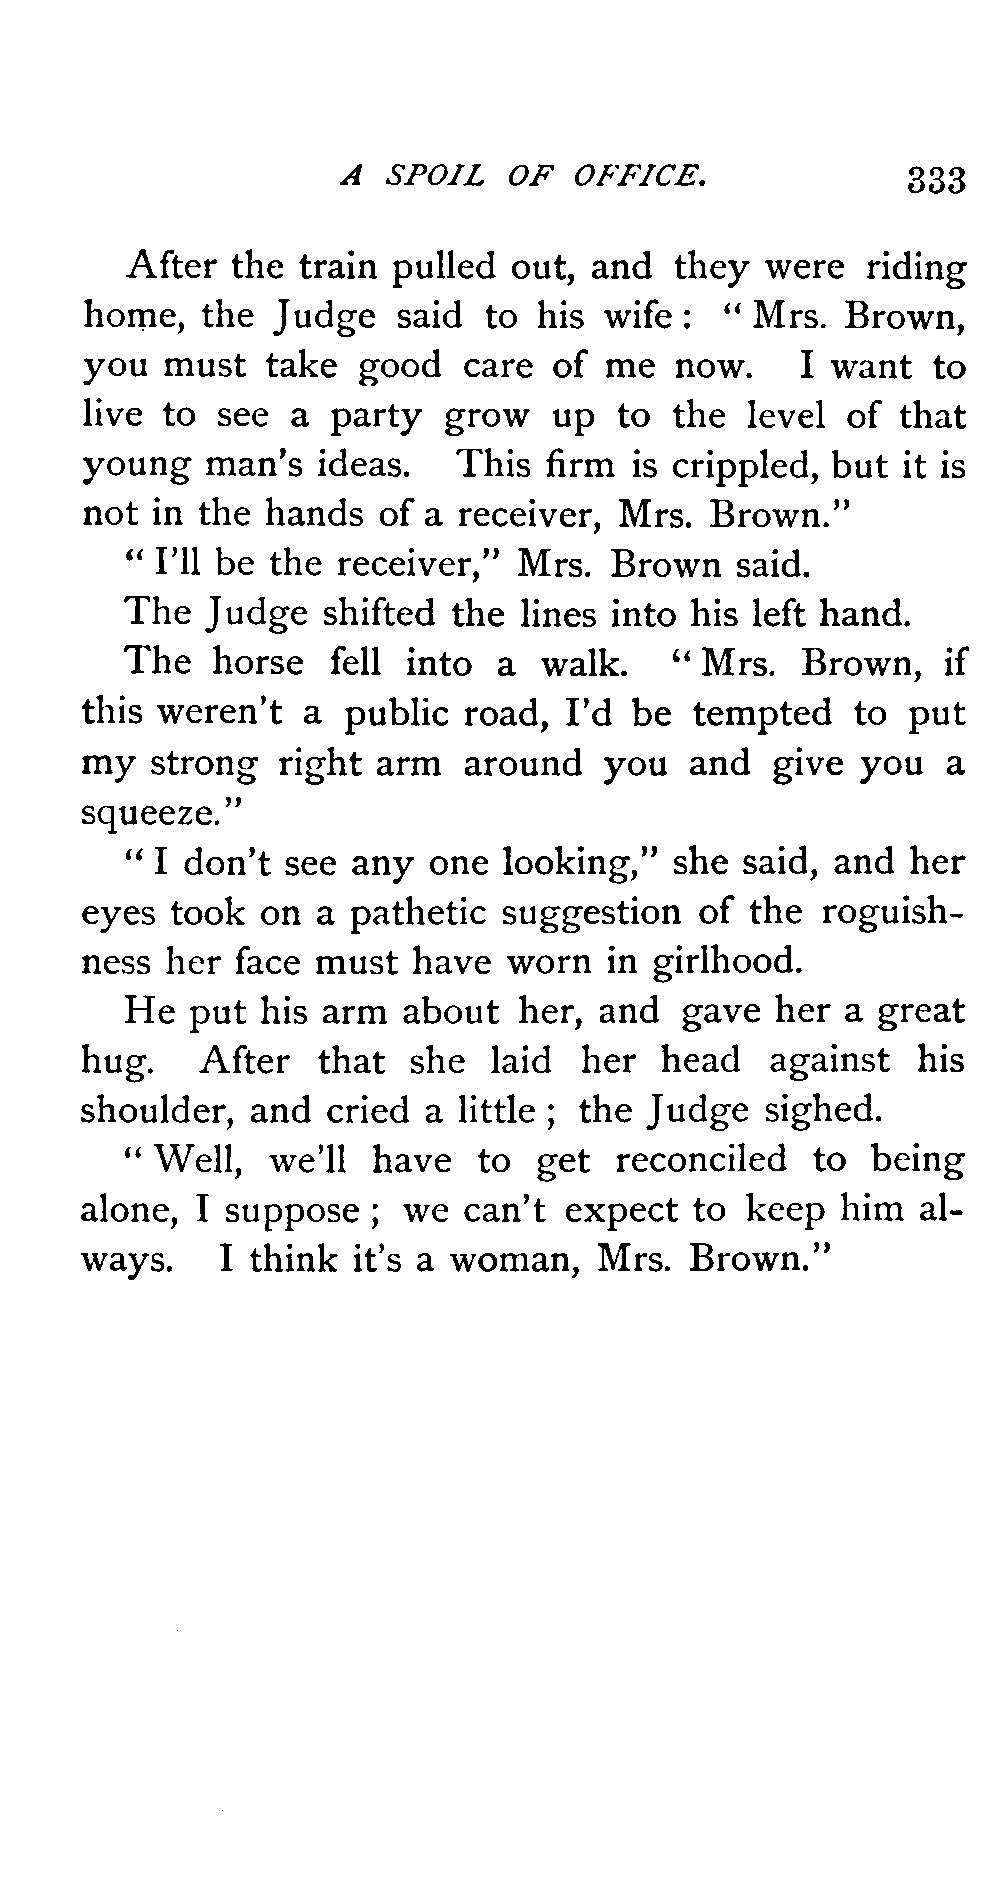 A SPOIL OF OFFICE. 333
After the train pulled out, and they were riding
home, the Judge said to his wife : “ Mrs. Brown,
you must take good care of me now. I want to
live to see a party grow up to the level of that
young man’s ideas. This firm is crippled, but it is
not in the hands of a receiver, Mrs. Brown.”
“ I’ll be the receiver,” Mrs. Brown said.
The Judge shifted the lines into his left hand.
The horse fell into a walk. “ Mrs. Brown, if
this weren’t a public road, I’d be tempted to put
my strong right arm around you and give you a
squeeze.”
“ I don’t see any one looking,” she said, and her
eyes took on a pathetic suggestion of the roguish-
ness her face must have worn in girlhood.
He put his arm about her, and gave her a great
hug. After that she laid her head against his
shoulder, and cried a little ; the Judge sighed.
“ Well, we’ll have to get reconciled to being
alone, I suppose ; we can’t expect to keep him al-
ways. I think it’s a woman, Mrs. Brown.”